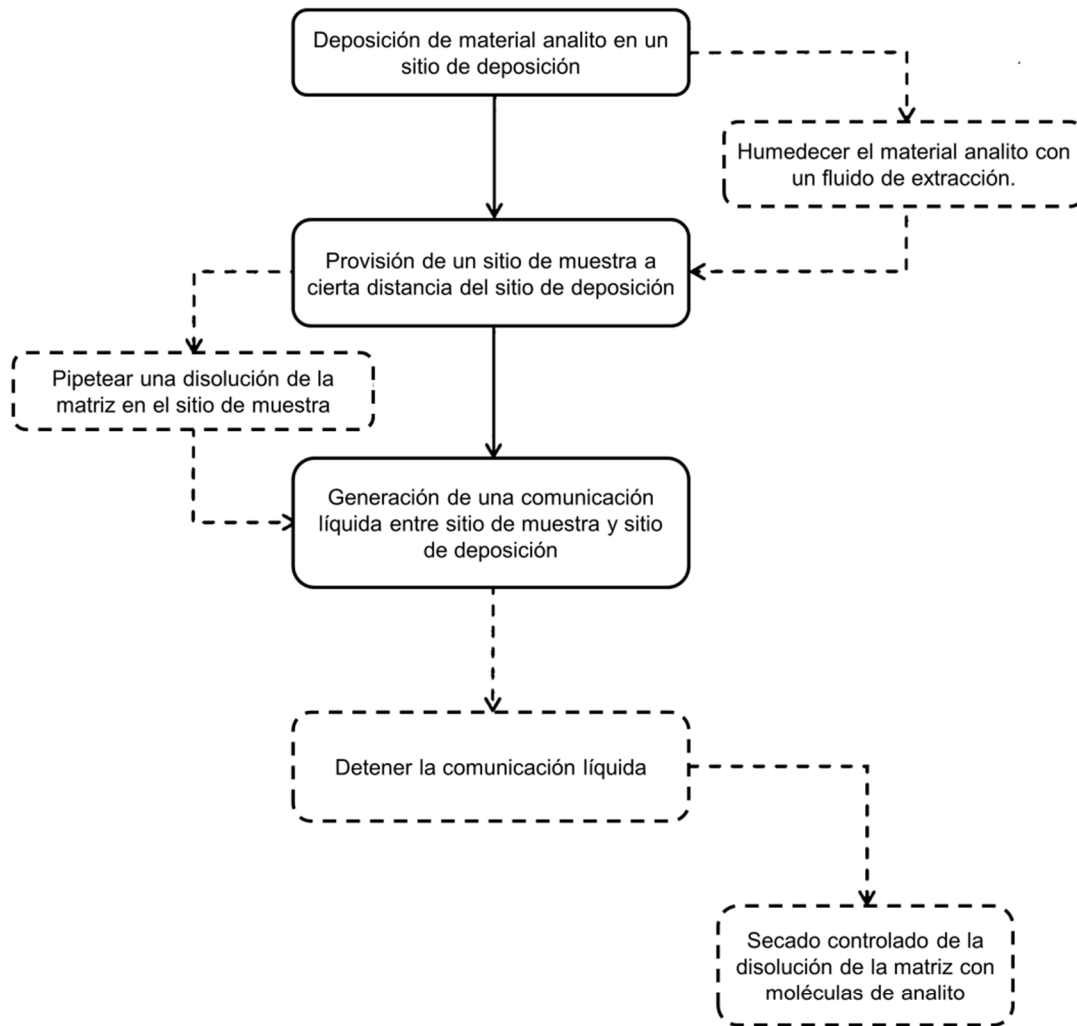 Deposición de material analito en un
sitio de deposición
Humedecer el material analito con
un fluido de extracción.
Provisión de un sitio de muestra a
cierta distancia del sitio de deposición
Pipetear una disolución de la
matriz en el sitio de muestra
Generación de una comunicación
líquida entre sitio de muestra y sitio
de deposición
Detener la comunicación líquida
Secado controlado de la
disolución de la matriz con
moléculas de analito